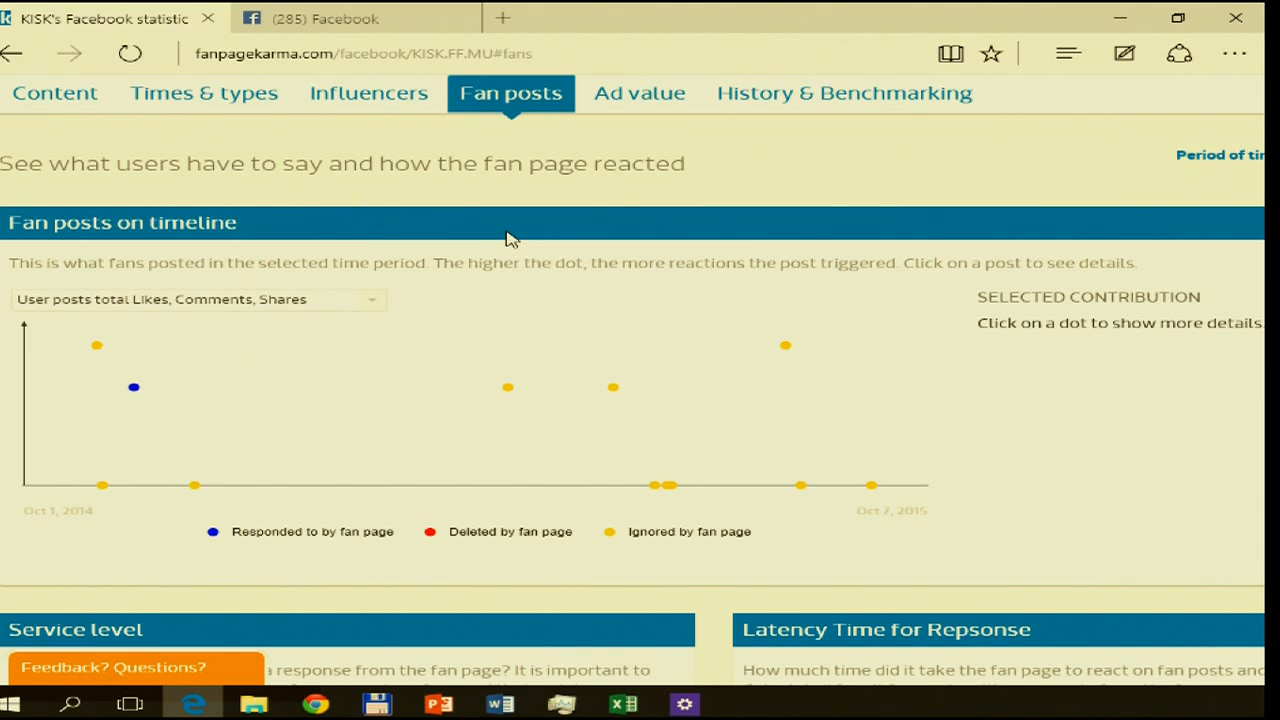 KISK's Facebook statistic
(285) Facebook
fanpagekarma.com/facebook/KISK.FF.MU#fans
Content
Times & types
Influencers
Fan posts
Ad value
History & Benchmarking
See what users have to say and how the fan page reacted
Period of tim
Fan posts on timeline
This is what fans posted in the selected time period. The higher the dot, the more reactions the post triggered. Click on a post to see details.
User posts total Likes, Comments, Shares
SELECTED CONTRIBUTION
Click on a dot to show more details.
Oct 1, 2014
Oct 7, 2015
Responded to by fan page
Deleted by fan page
Ignored by fan page
Service level
Latency Time for Repsonse
Feedback? Questions?
a response from the fan page? It is important to
How much time did it take the fan page to react on fan posts and